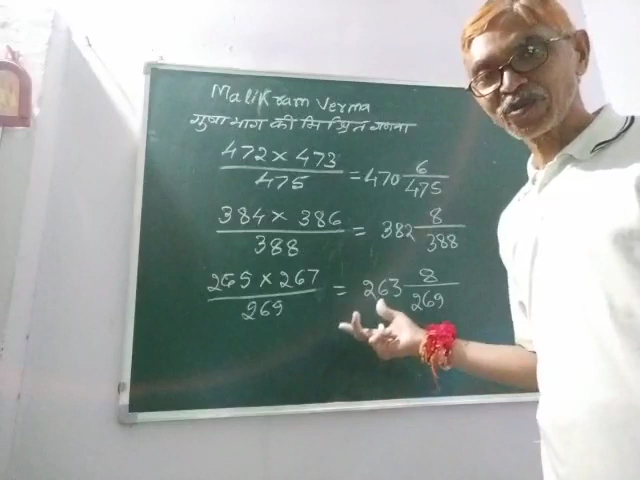 Malikram Verma
गुणा भाग की मिश्रित गणना
472 × 473 / 475 = 470 6/475
384 × 386 / 388 = 382 8/388
265 × 267 / 269 = 263 8/269